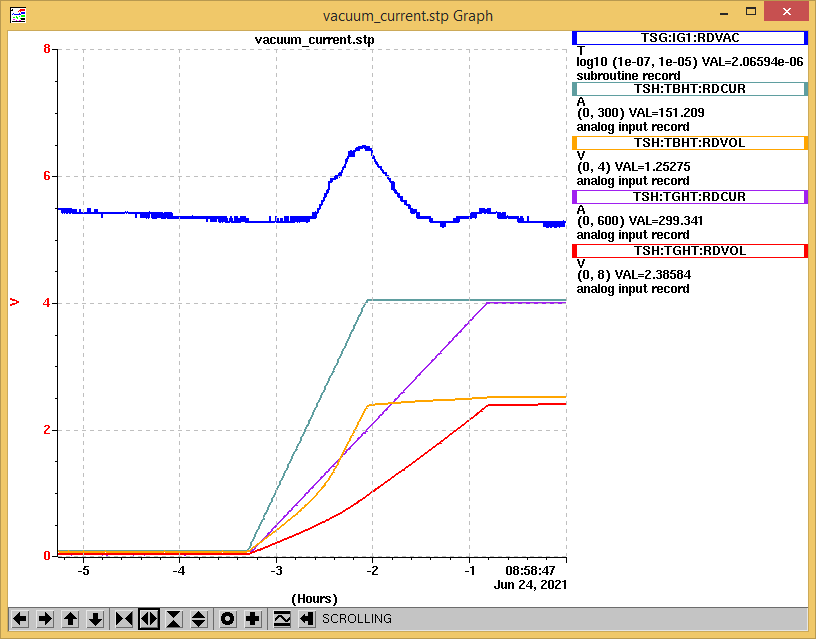 vacuum_current.stp Graph
vacuum_current.stp
8
6
4
2
0
V
-5
-4
-3
-2
-1
08:58:47
Jun 24, 2021
(Hours)
TSG:IG1:RDVAC
T
log10 (1e-07, 1e-05) VAL=2.06594e-06
subroutine record
TSH:TBHT:RDCUR
A
(0, 300) VAL=151.209
analog input record
TSH:TBHT:RDVOL
V
(0, 4) VAL=1.25275
analog input record
TSH:TGHT:RDCUR
A
(0, 600) VAL=299.341
analog input record
TSH:TGHT:RDVOL
V
(0, 8) VAL=2.38584
analog input record
SCROLLING